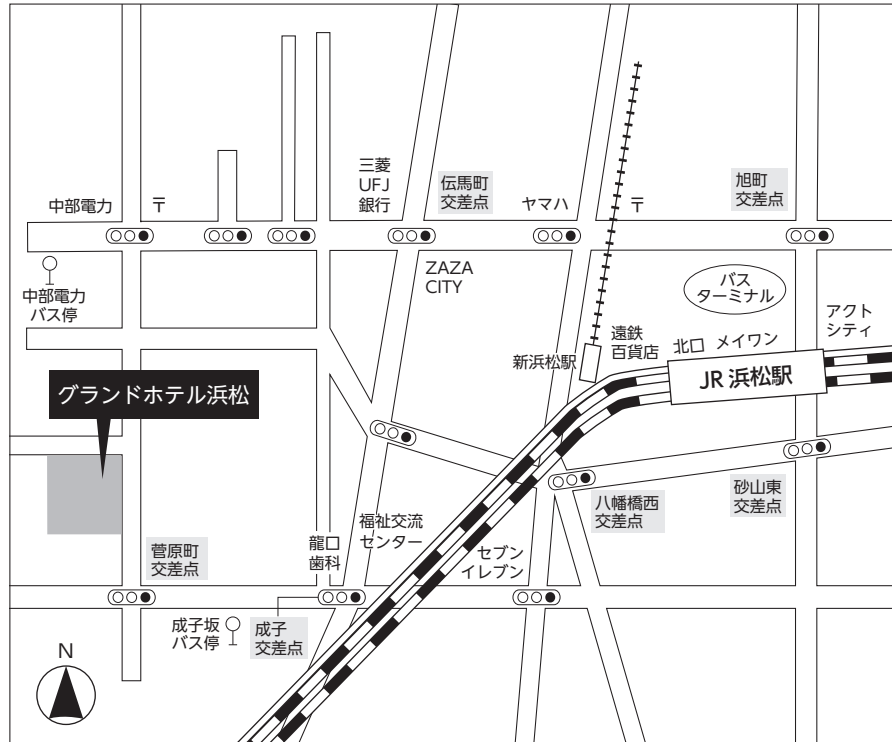 三菱
UFJ
銀行
伝馬町
交差点
旭町
交差点
中部電力
〒
ヤマハ
〒
ZAZA
CITY
バス
ターミナル
中部電力
バス停
アクト
シティ
遠鉄
百貨店
北口
メイワン
新浜松駅
JR 浜松駅
グランドホテル浜松
八幡橋西
交差点
砂山東
交差点
福祉交流
センター
龍口
歯科
セブン
イレブン
菅原町
交差点
成子坂
バス停
成子
交差点
N